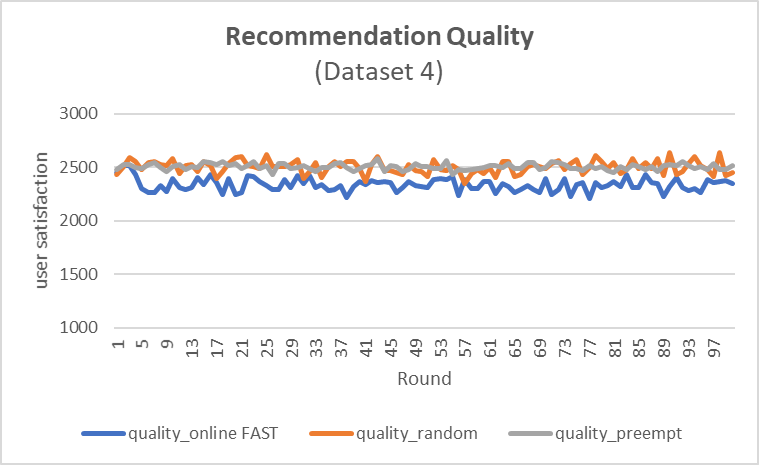 Recommendation Quality
(Dataset 4)
user satisfaction
3000
2500
2000
1500
1000
1 5 9 13 17 21 25 29 33 37 41 45 49 53 57 61 65 69 73 77 81 85 89 93 97
Round
quality_online FAST quality_random quality_preempt